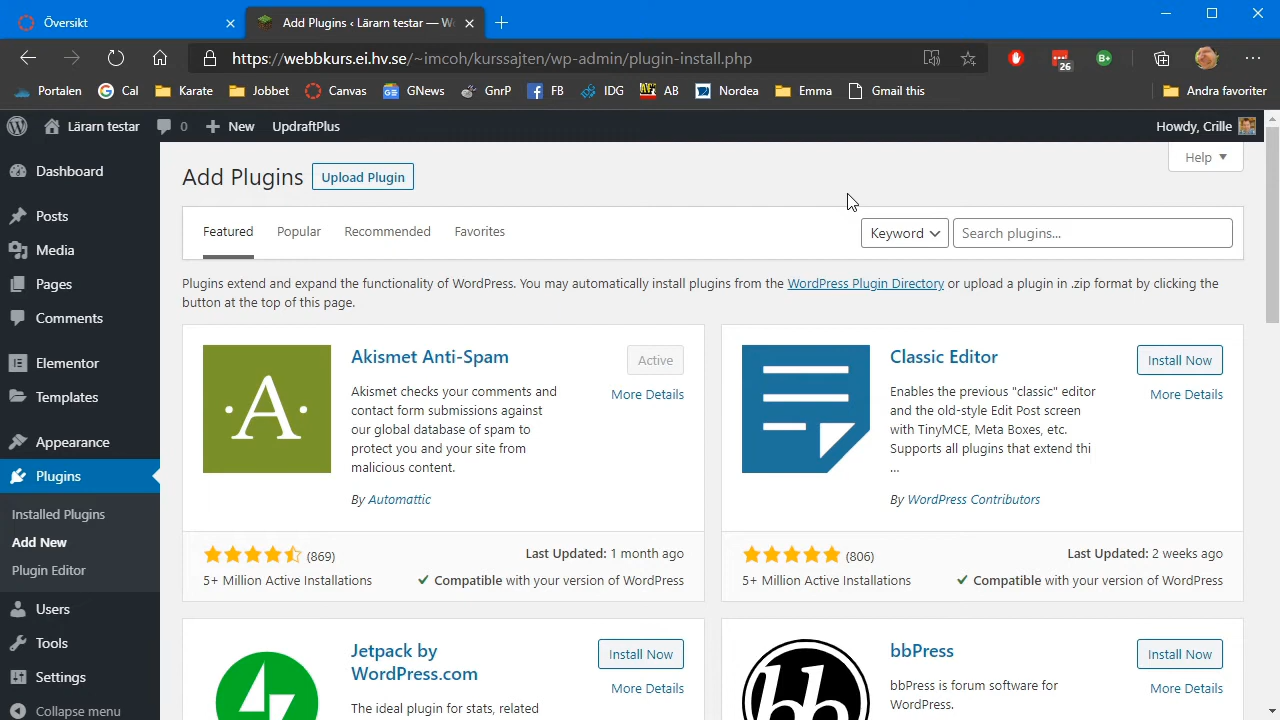 Översikt
Add Plugins ‹ Lärarn testar — Wo
https://webbkurs.ei.hv.se/~imcoh/kurssajten/wp-admin/plugin-install.php
26
B+
Portalen Cal Karate Jobbet Canvas GNews GnrP FB IDG AB Nordea Emma Gmail this Andra favoriter
Lärarn testar 0 New UpdraftPlus Howdy, Crille
Dashboard
Posts
Media
Pages
Comments
Elementor
Templates
Appearance
Plugins
Installed Plugins
Add New
Plugin Editor
Users
Tools
Settings
Collapse menu
Help
Add Plugins Upload Plugin
Featured Popular Recommended Favorites Keyword Search plugins...
Plugins extend and expand the functionality of WordPress. You may automatically install plugins from the WordPress Plugin Directory or upload a plugin in .zip format by clicking the
button at the top of this page.
A
Akismet Anti-Spam
Active
More Details
Akismet checks your comments and
contact form submissions against
our global database of spam to
protect you and your site from
malicious content.
By Automattic
(869)
Last Updated: 1 month ago
5+ Million Active Installations
Compatible with your version of WordPress
Classic Editor
Install Now
More Details
Enables the previous "classic" editor
and the old-style Edit Post screen
with TinyMCE, Meta Boxes, etc.
Supports all plugins that extend thi
...
By WordPress Contributors
(806)
Last Updated: 2 weeks ago
5+ Million Active Installations
Compatible with your version of WordPress
Jetpack by
WordPress.com
Install Now
More Details
The ideal plugin for stats, related
bb
bbPress
Install Now
More Details
bbPress is forum software for
WordPress.